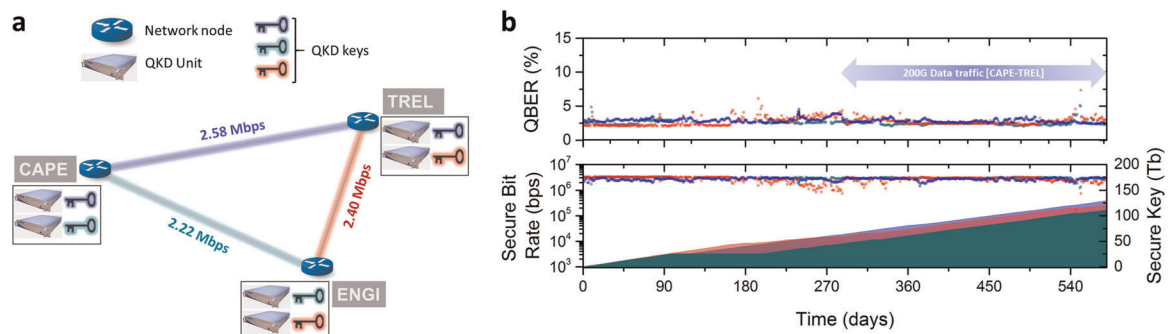 a
Network node
QKD Unit
QKD keys
TREL
2.58 Mbps
CAPE
2.40 Mbps
2.22 Mbps
ENGI
b
15
10
5
0
QBER (%)
200G Data traffic [CAPE-TREL]
10⁷
10⁶
10⁵
10⁴
10³
Secure Bit
Rate (bps)
200
150
100
50
0
Secure Key (Tb)
0
90
180
270
360
450
540
Time (days)